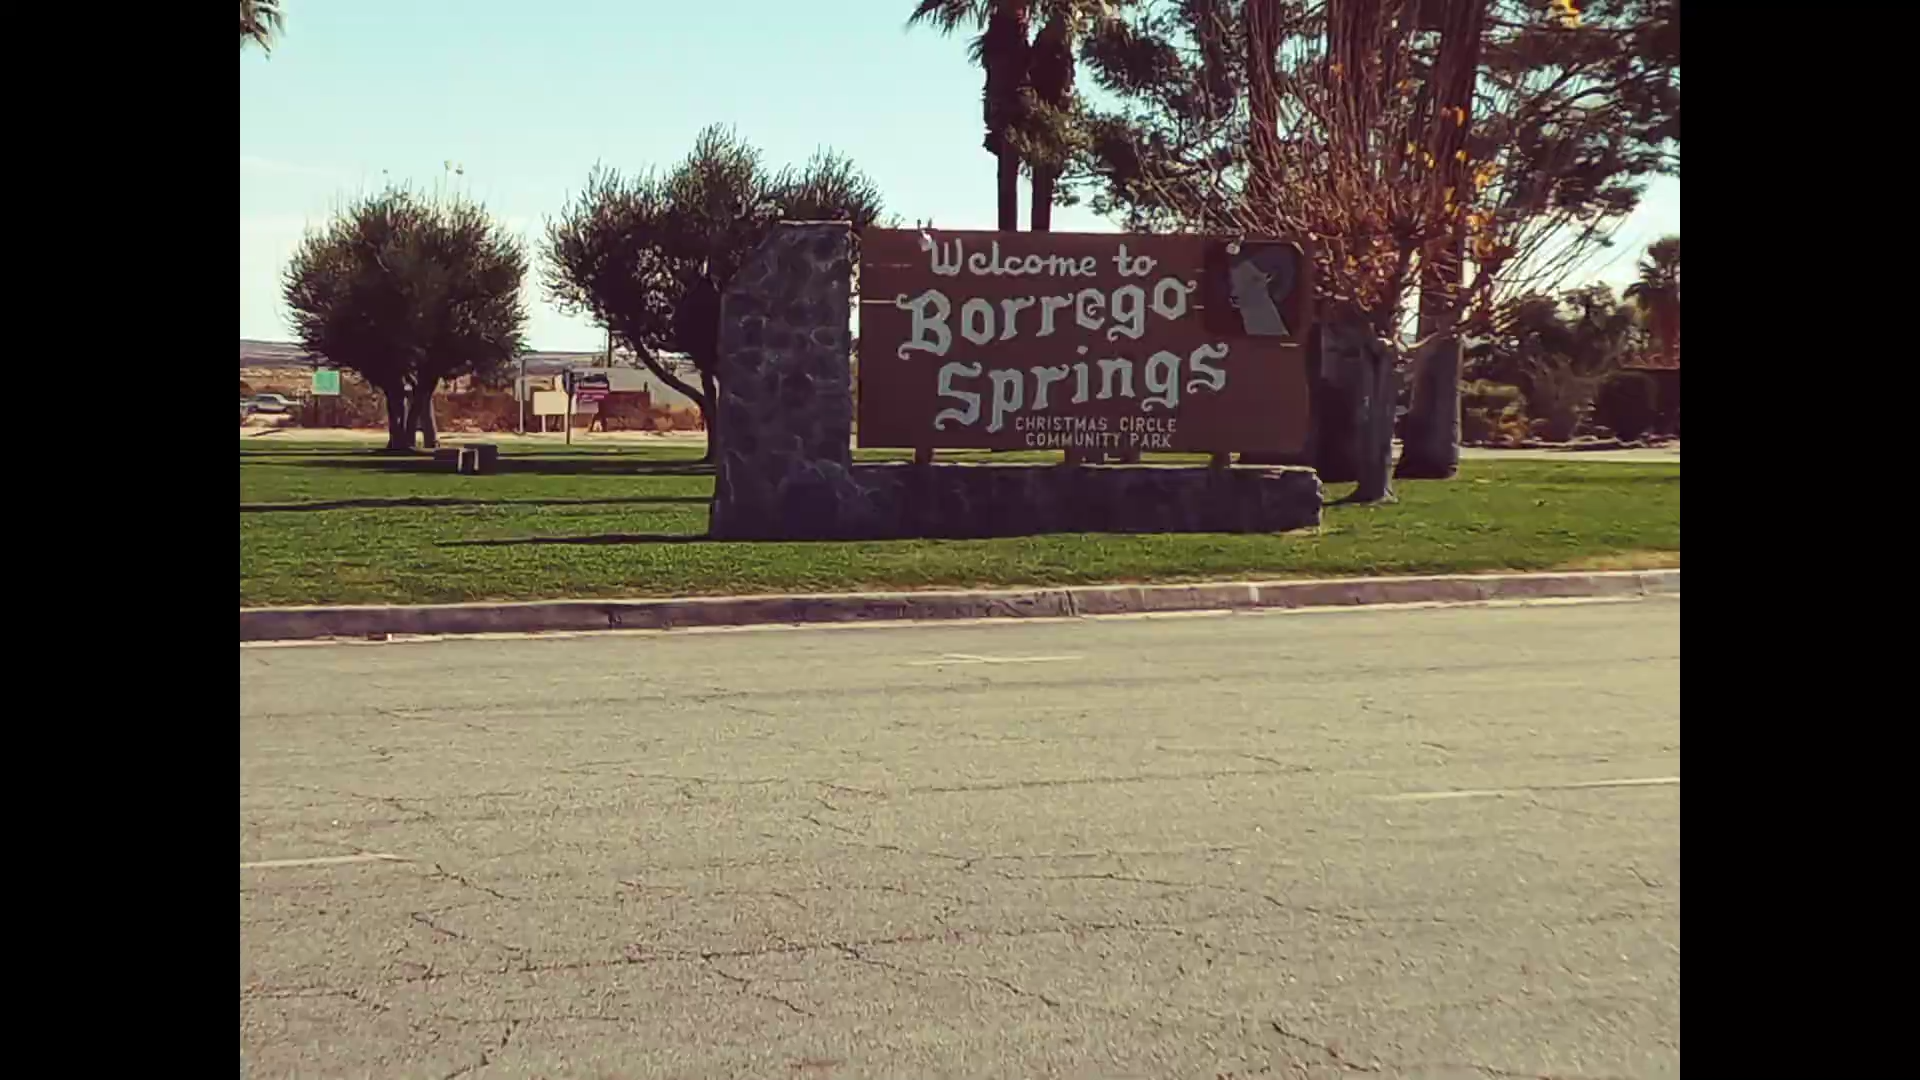 Welcome to
Borrego
Springs
CHRISTMAS CIRCLE
COMMUNITY PARK